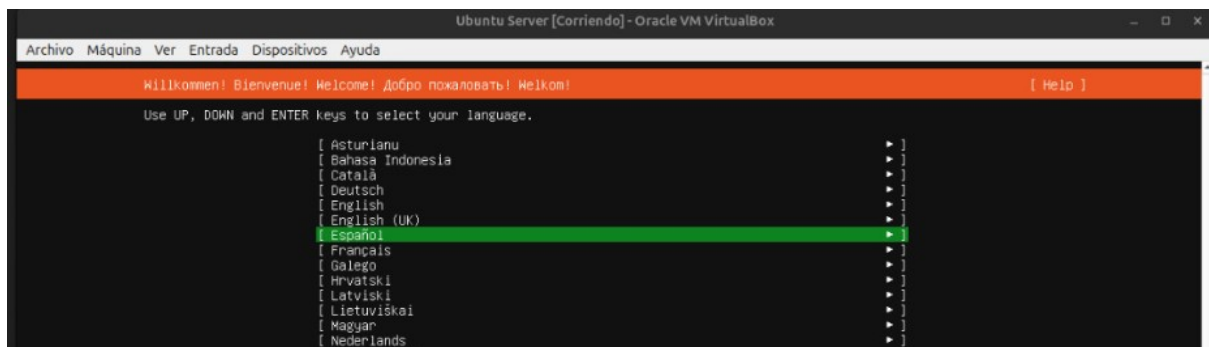 Ubuntu Server [Corriendo] - Oracle VM VirtualBox
Archivo Máquina Ver Entrada Dispositivos Ayuda
Willkommen! Bienvenue! Welcome! Добро пожаловать! Welkom! [ Help ]
Use UP, DOWN and ENTER keys to select your language.
[ Asturianu ► ]
[ Bahasa Indonesia ► ]
[ Català ► ]
[ Deutsch ► ]
[ English ► ]
[ English (UK) ► ]
[ Español ► ]
[ Français ► ]
[ Galego ► ]
[ Hrvatski ► ]
[ Latviski ► ]
[ Lietuviškai ► ]
[ Magyar ► ]
[ Nederlands ► ]